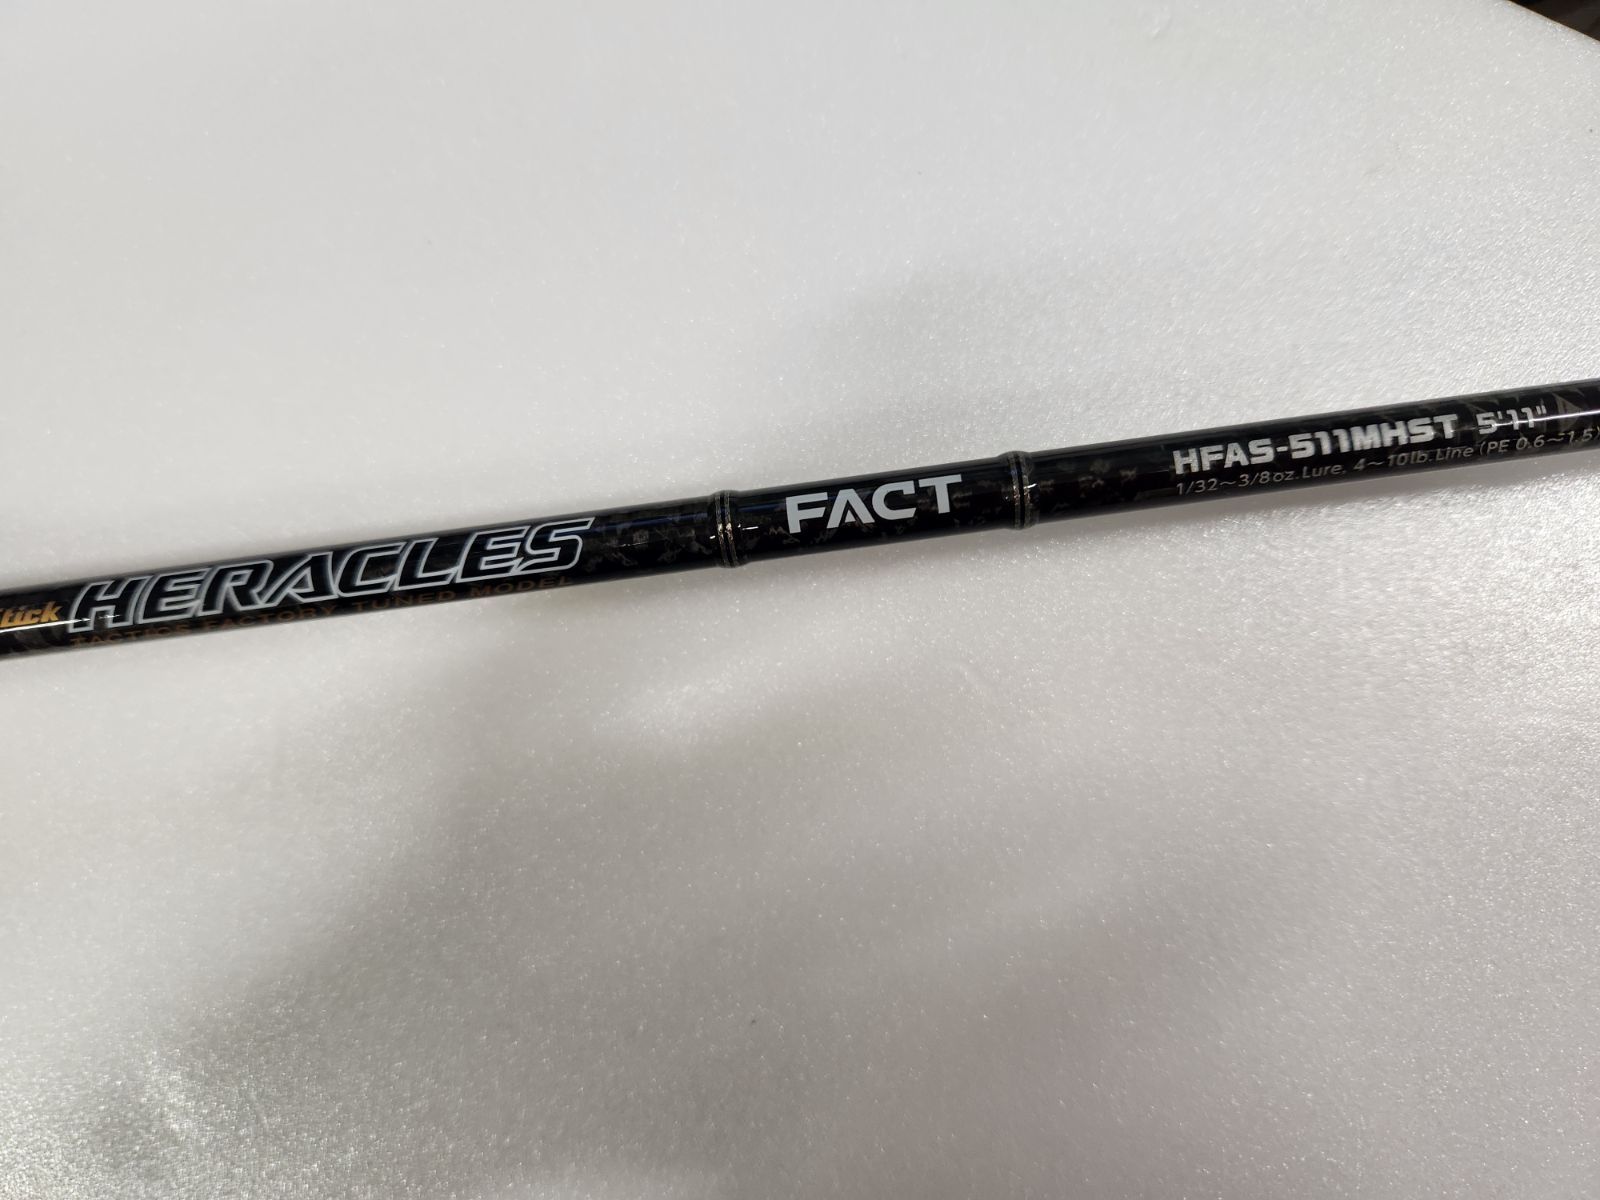 tick HERACLES
TACTICS FACTORY TUNED MODEL
FACT
HFAS-511MHST 5'11"
1/32～3/8oz.Lure, 4～10lb.Line (PE 0.6～1.5)